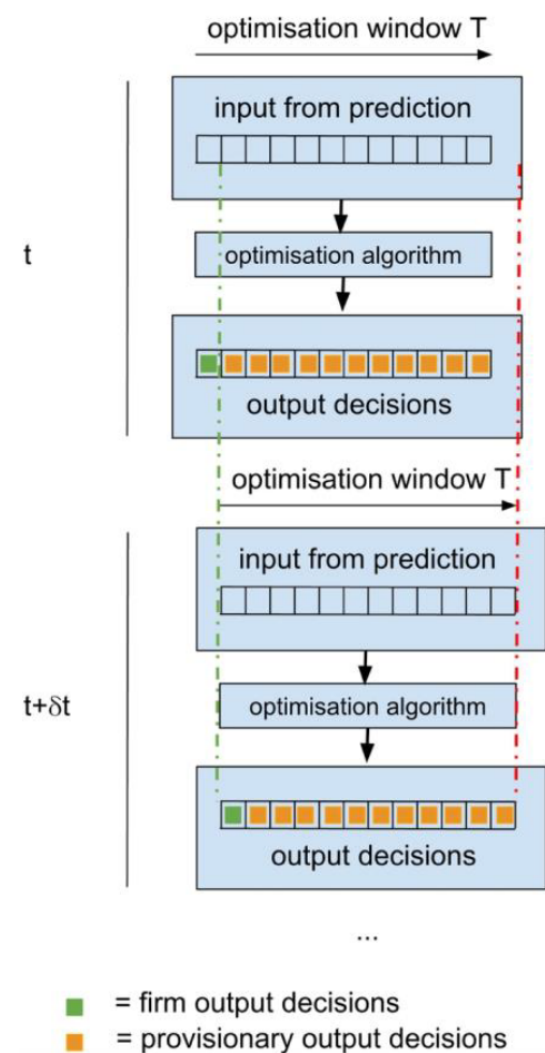 optimisation window T
input from prediction
t
optimisation algorithm
output decisions
optimisation window T
input from prediction
t+δt
optimisation algorithm
output decisions
...
= firm output decisions
= provisionary output decisions